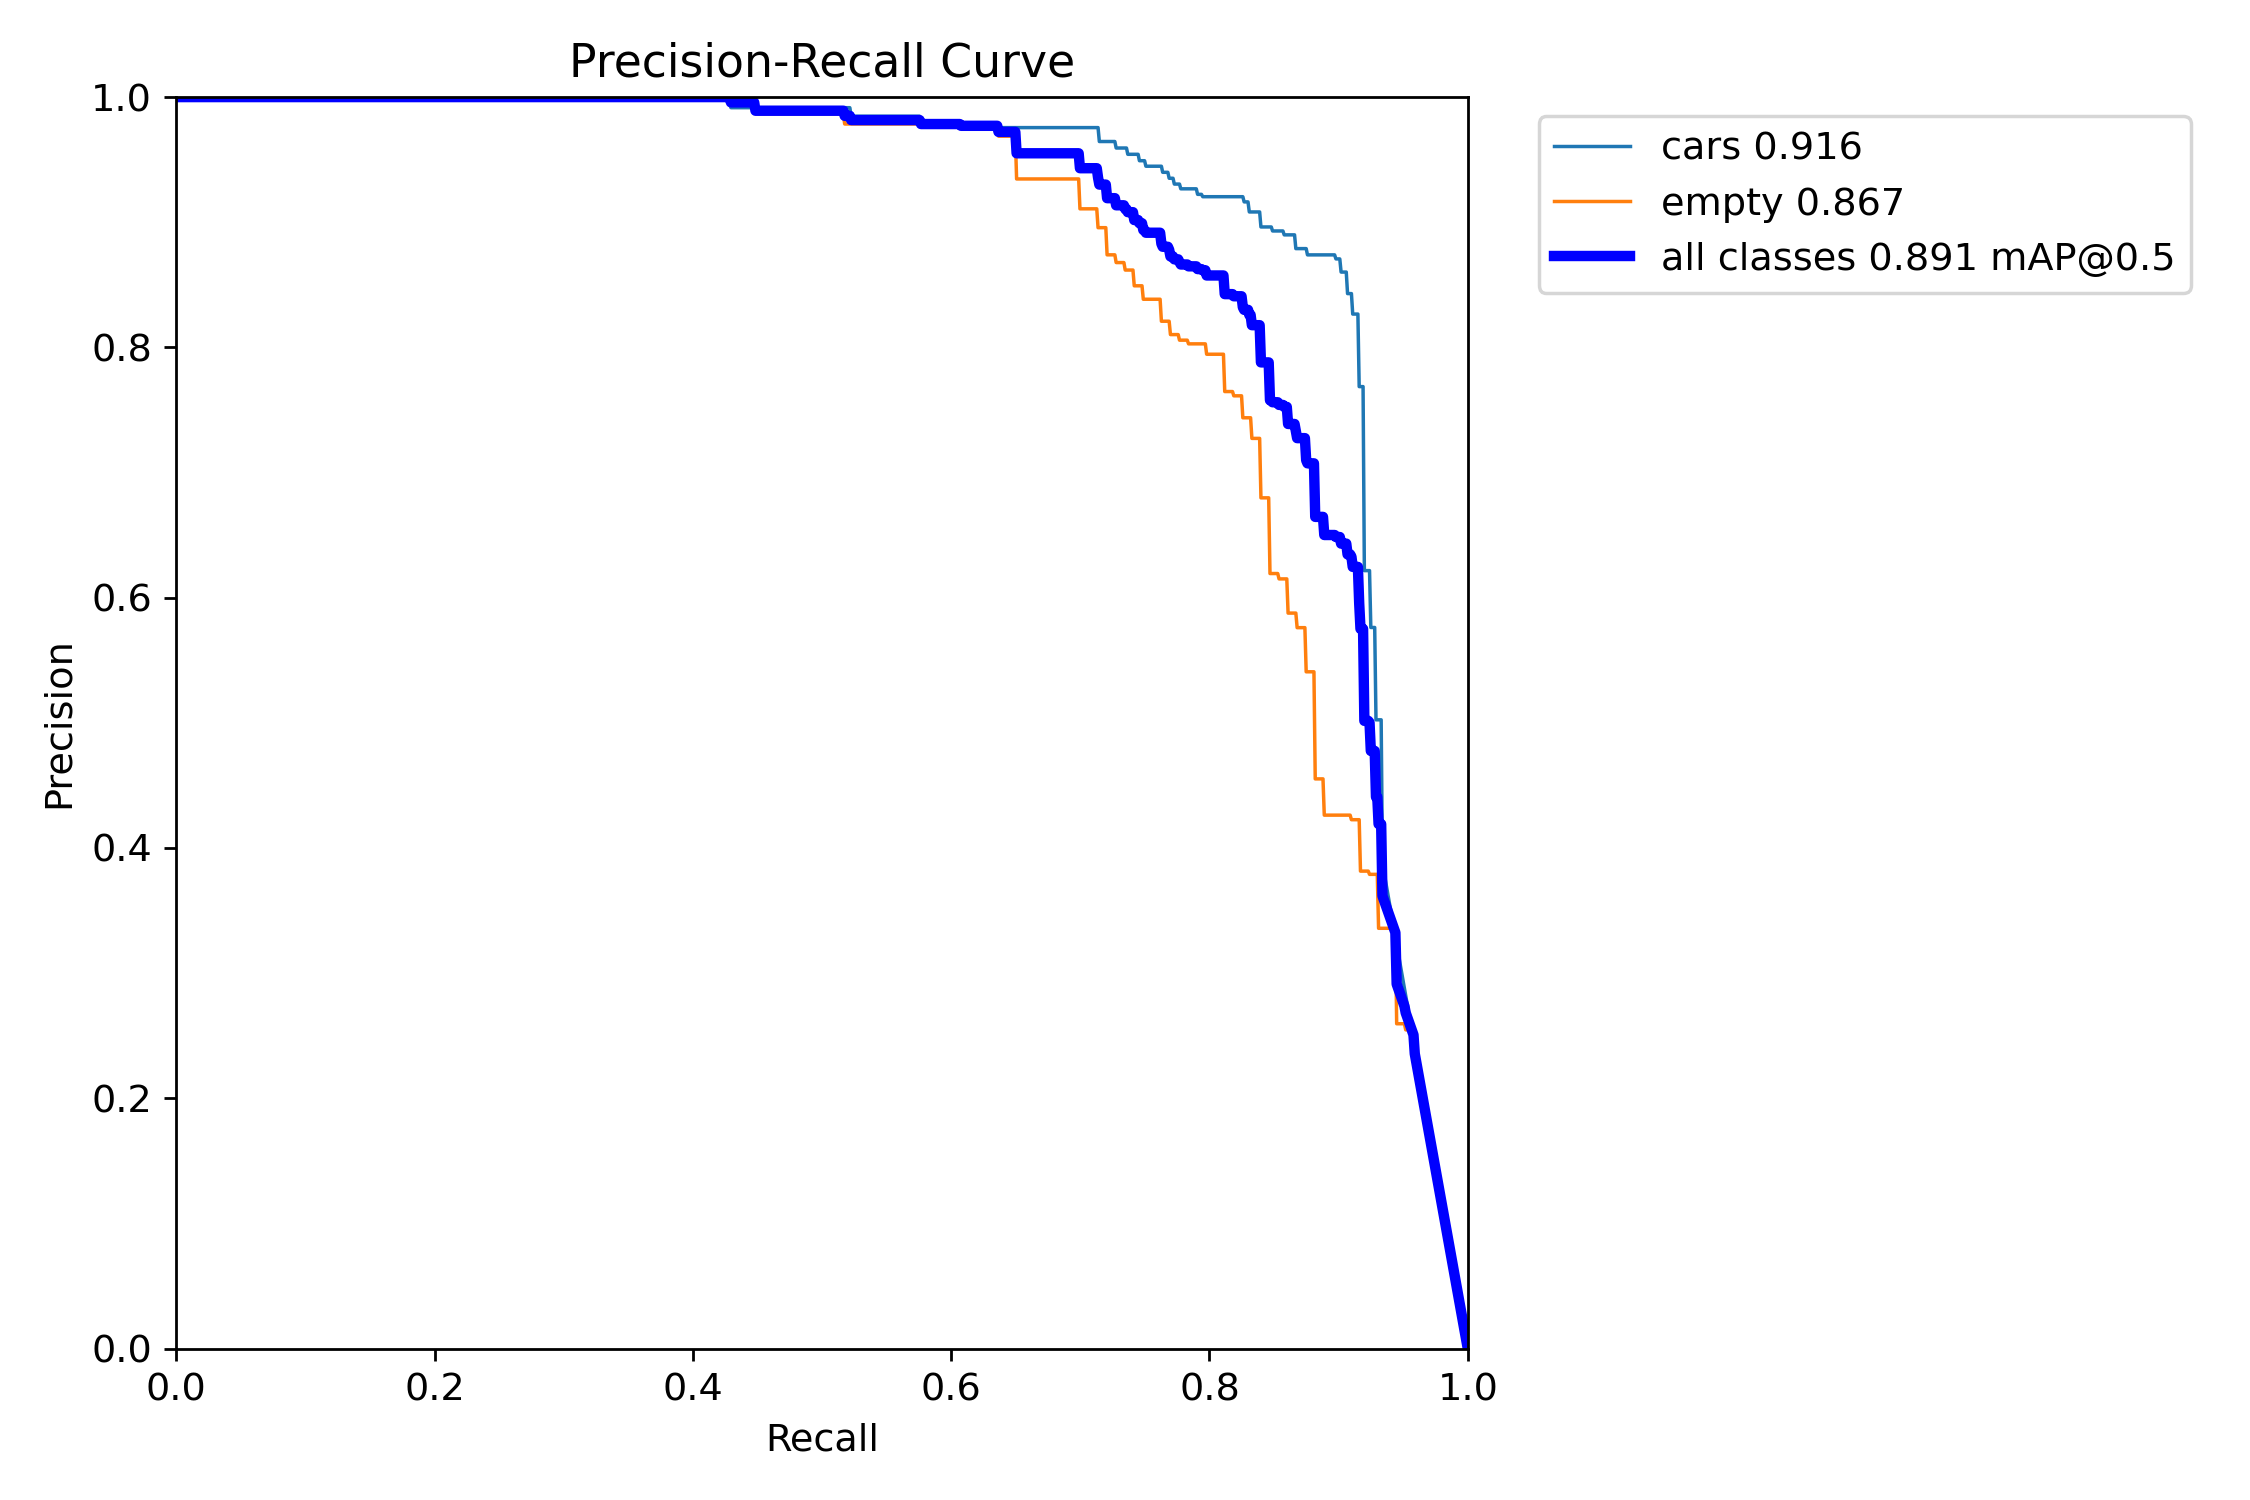 Precision-Recall Curve
1.0
0.8
0.6
0.4
0.2
0.0
Precision
0.0 0.2 0.4 0.6 0.8 1.0
Recall
cars 0.916
empty 0.867
all classes 0.891 mAP@0.5